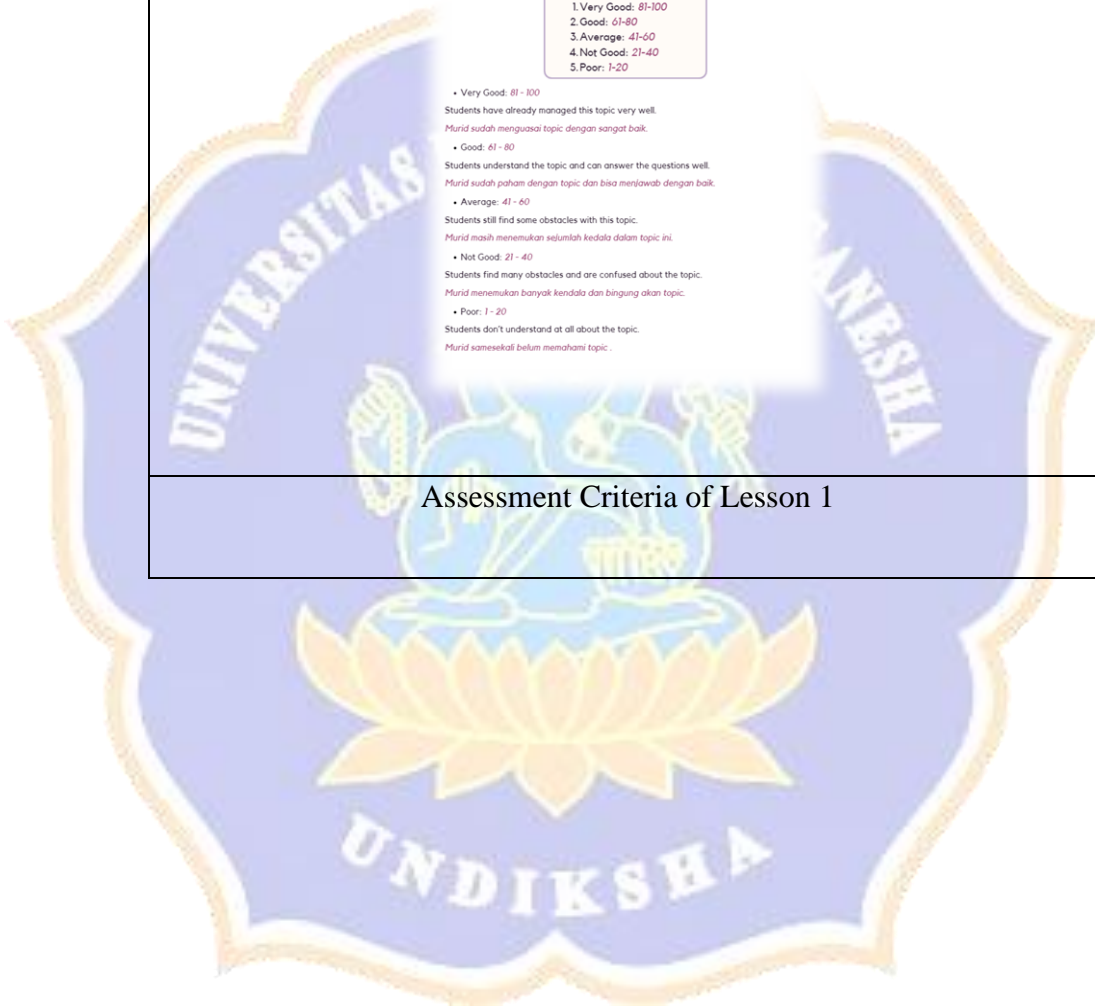 1. Very Good: 81-100
2. Good: 61-80
3. Average: 41-60
4. Not Good: 21-40
5. Poor: 1-20
• Very Good: 81 - 100
Students have already managed this topic very well.
Murid sudah menguasai topic dengan sangat baik.
• Good: 61 - 80
Students understand the topic and can answer the questions well.
Murid sudah paham dengan topic dan bisa menjawab dengan baik.
• Average: 41 - 60
Students still find some obstacles with this topic.
Murid masih menemukan sejumlah kedala dalam topic ini.
• Not Good: 21 - 40
Students find many obstacles and are confused about the topic.
Murid menemukan banyak kendala dan bingung akan topic.
• Poor: 1 - 20
Students don't understand at all about the topic.
Murid samesekali belum memahami topic .
Assessment Criteria of Lesson 1
UNIVERSITAS
ANESHA
UNDIKSHA